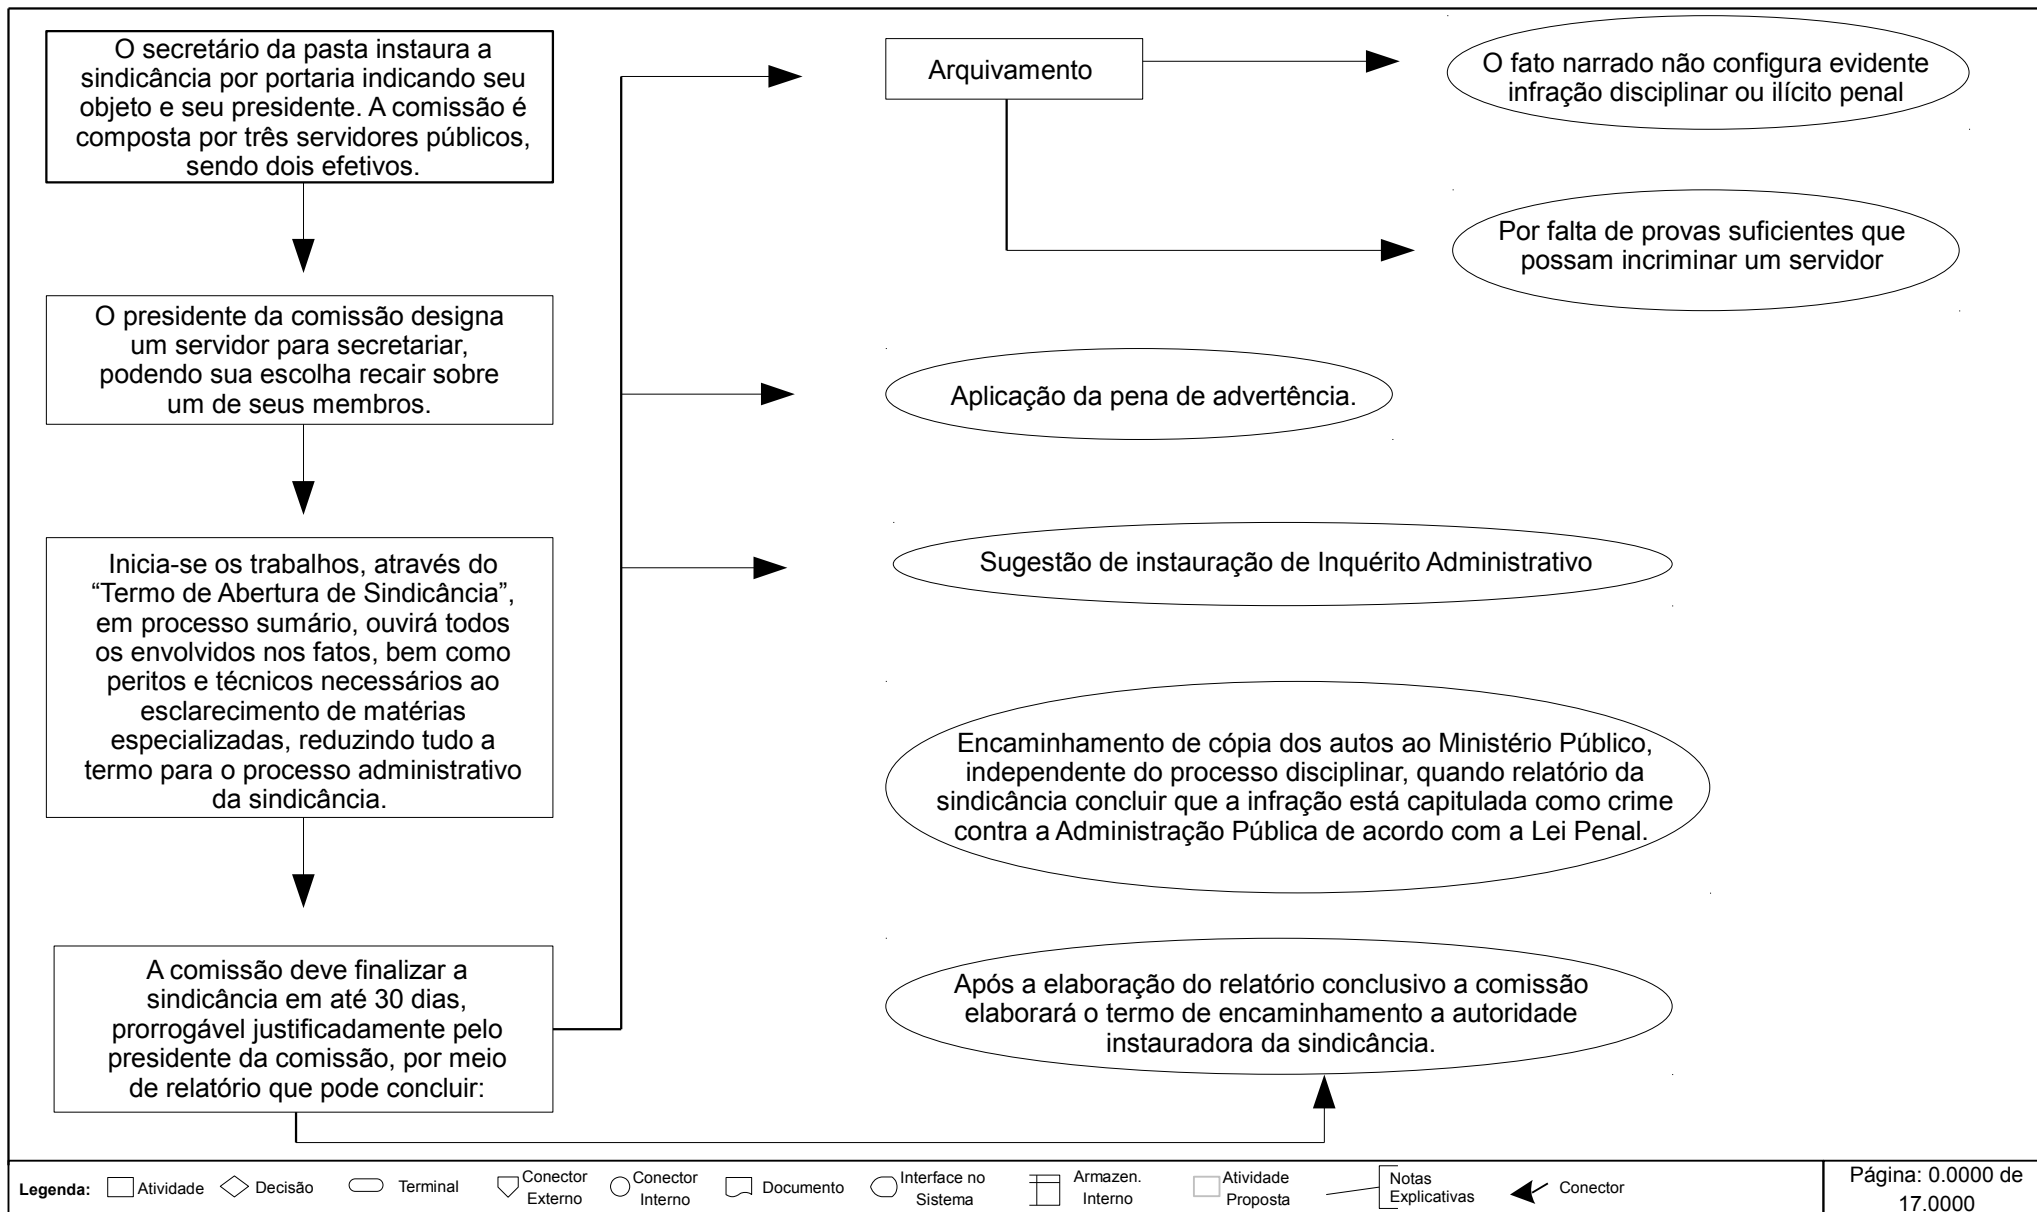 O secretário da pasta instaura a
sindicância por portaria indicando seu
objeto e seu presidente. A comissão é
composta por três servidores públicos,
sendo dois efetivos.
O presidente da comissão designa
um servidor para secretariar,
podendo sua escolha recair sobre
um de seus membros.
Inicia-se os trabalhos, através do
“Termo de Abertura de Sindicância”,
em processo sumário, ouvirá todos
os envolvidos nos fatos, bem como
peritos e técnicos necessários ao
esclarecimento de matérias
especializadas, reduzindo tudo a
termo para o processo administrativo
da sindicância.
A comissão deve finalizar a
sindicância em até 30 dias,
prorrogável justificadamente pelo
presidente da comissão, por meio
de relatório que pode concluir:
Arquivamento
O fato narrado não configura evidente
infração disciplinar ou ilícito penal
Por falta de provas suficientes que
possam incriminar um servidor
Aplicação da pena de advertência.
Sugestão de instauração de Inquérito Administrativo
Encaminhamento de cópia dos autos ao Ministério Público,
independente do processo disciplinar, quando relatório da
sindicância concluir que a infração está capitulada como crime
contra a Administração Pública de acordo com a Lei Penal.
Após a elaboração do relatório conclusivo a comissão
elaborará o termo de encaminhamento a autoridade
instauradora da sindicância.
Legenda:
Atividade
Decisão
Terminal
Conector
Externo
Conector
Interno
Documento
Interface no
Sistema
Armazen.
Interno
Atividade
Proposta
Notas
Explicativas
Conector
Página: 0.0000 de
17.0000